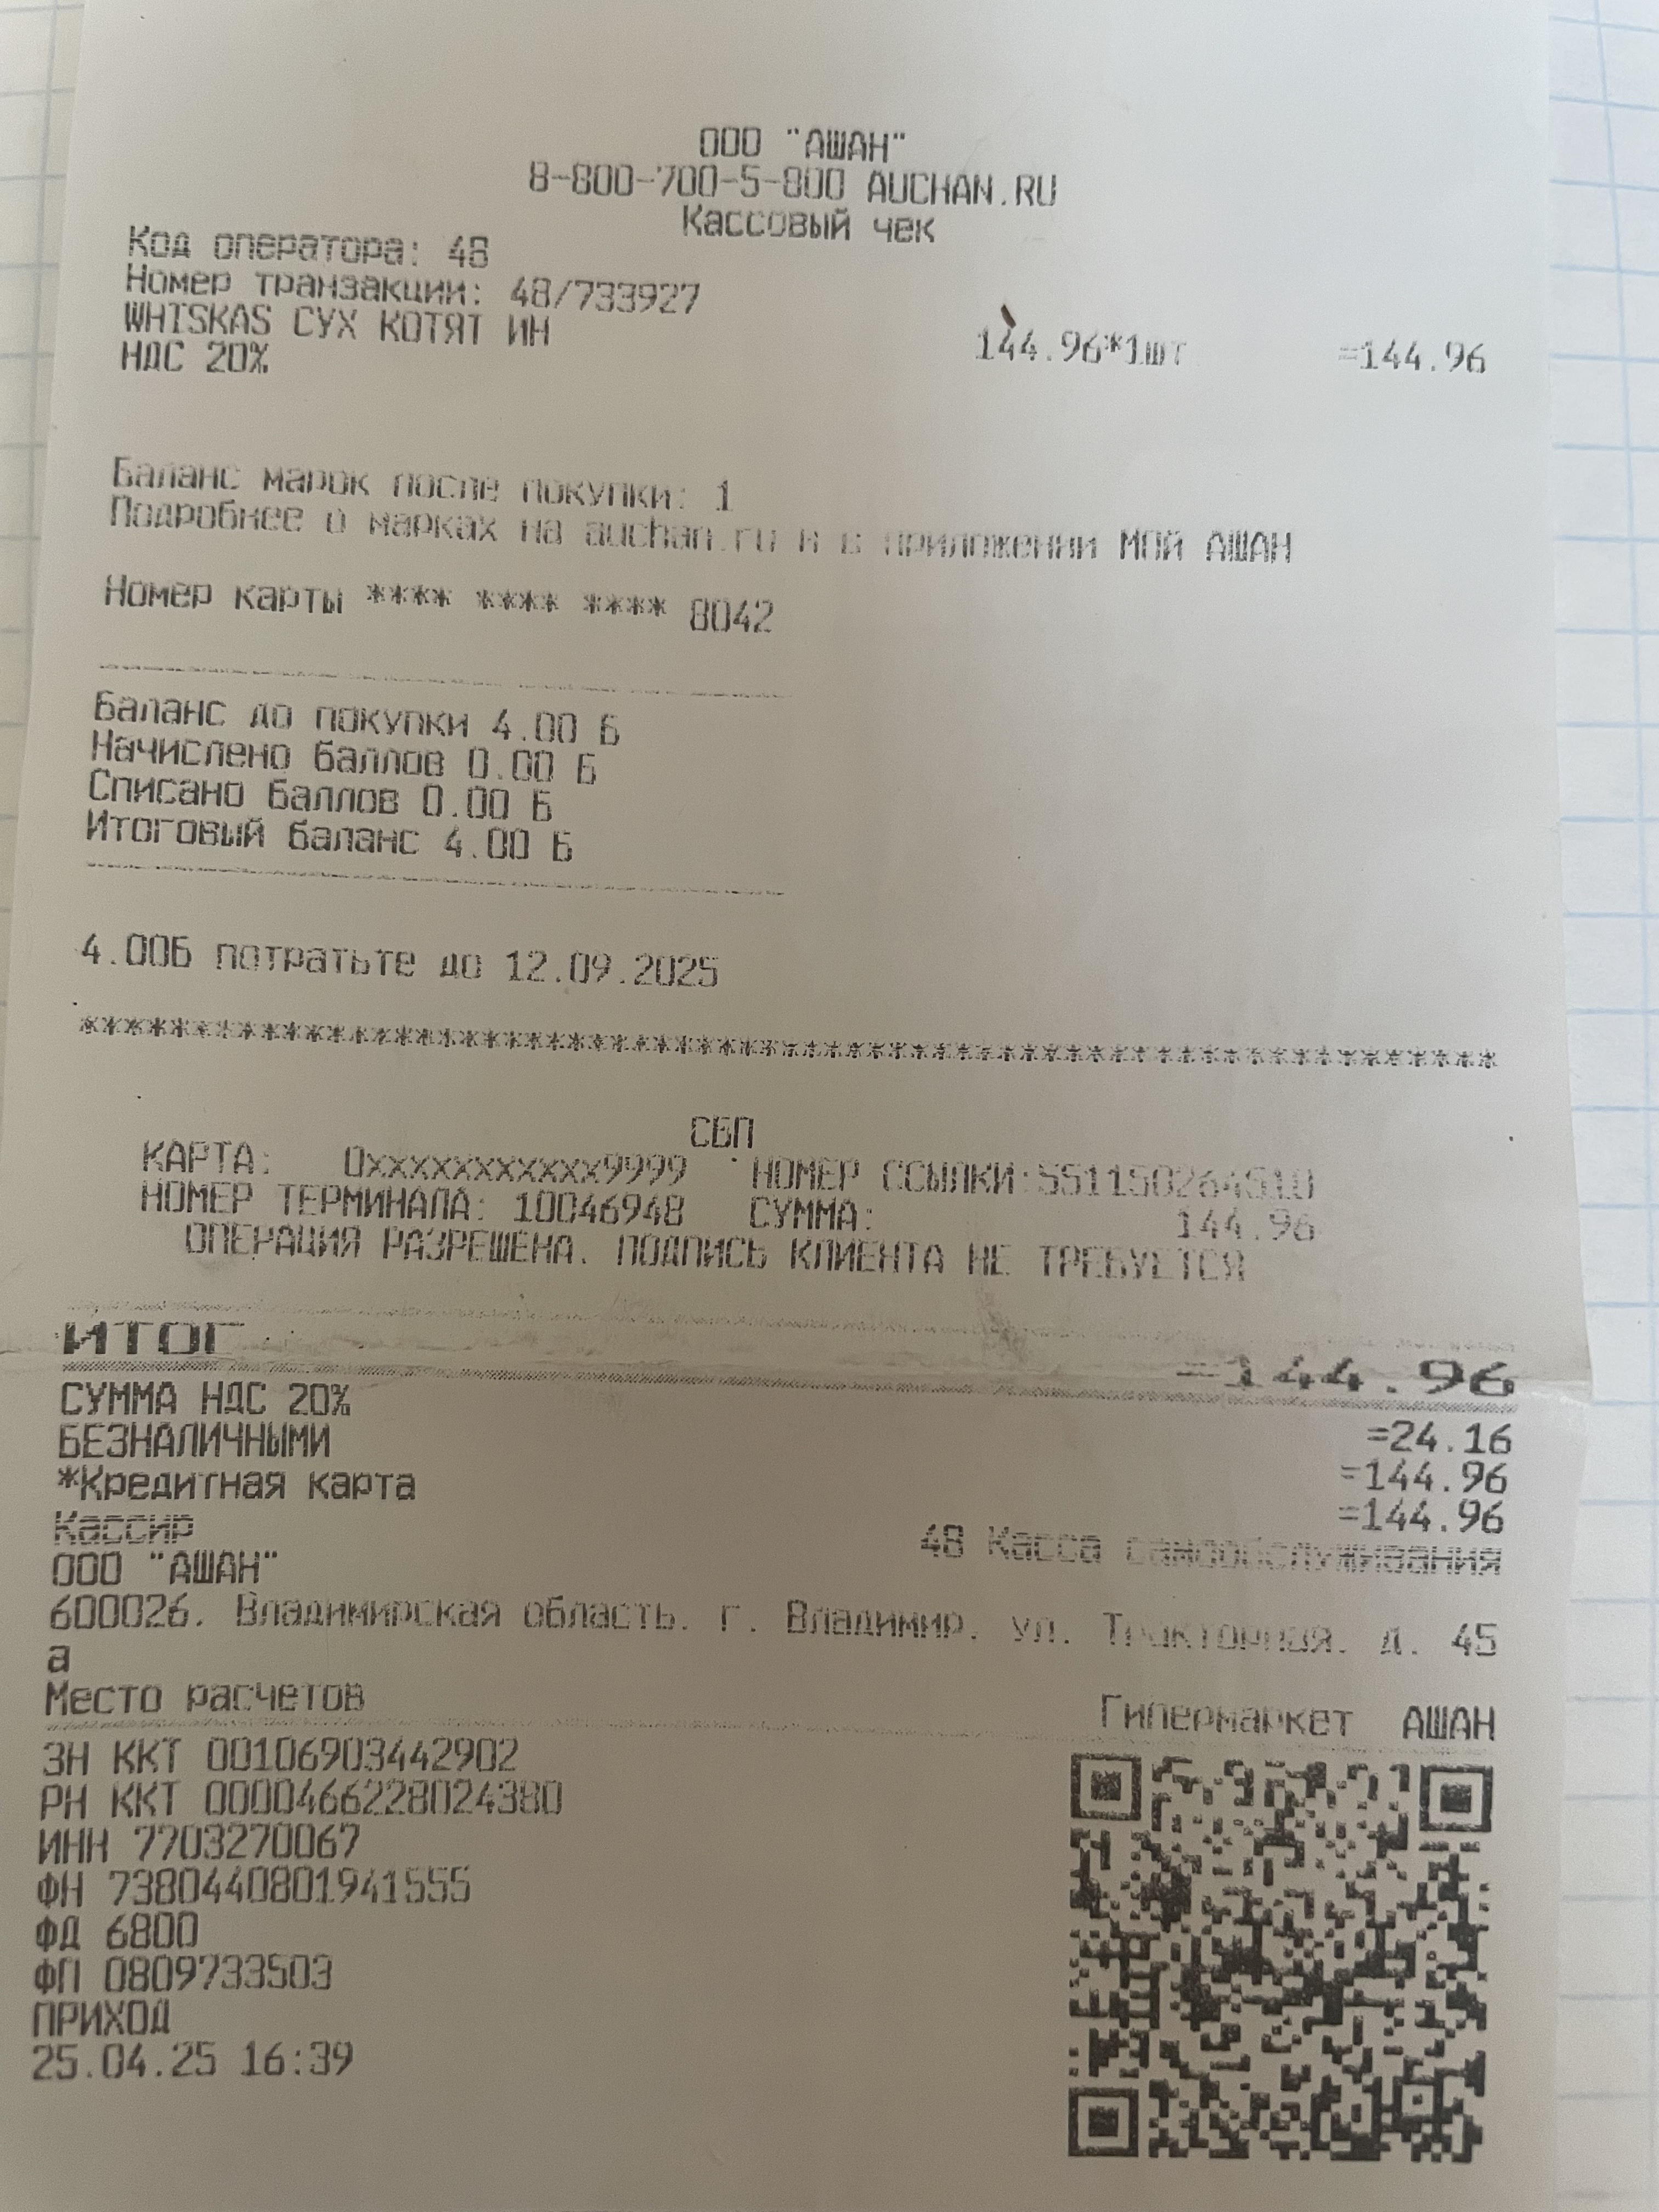 ООО "АШАН"
8-800-700-5-800 AUCHAN.RU
Кассовый чек
Код оператора: 48
Номер транзакции: 48/733927
WHISKAS СУХ КОТЯТ ИН
НДС 20% 144.96*1шт =144.96
Баланс марок после покупки: 1
Подробнее о марках на auchan.ru и в приложении МОЙ АШАН
Номер карты **** **** **** 8042
Баланс до покупки 4.00 Б
Начислено баллов 0.00 Б
Списано баллов 0.00 Б
Итоговый баланс 4.00 Б
4.00Б потратьте до 12.09.2025
****************************************************************
СБП
КАРТА: 0xxxxxxxxxxx9999 НОМЕР ССЫЛКИ:551150264510
НОМЕР ТЕРМИНАЛА: 10046948 СУММА: 144.96
ОПЕРАЦИЯ РАЗРЕШЕНА. ПОДПИСЬ КЛИЕНТА НЕ ТРЕБУЕТСЯ
ИТОГ =144.96
СУММА НДС 20% =24.16
БЕЗНАЛИЧНЫМИ =144.96
*Кредитная карта =144.96
Кассир 48 Касса самообслуживания
ООО "АШАН"
600026. Владимирская область. г. Владимир. ул. Тракторная. д. 45
а
Место расчетов Гипермаркет АШАН
ЗН ККТ 00106903442902
РН ККТ 0000466228024380
ИНН 7703270067
ФН 7380440801941555
ФД 6800
ФП 0809733503
ПРИХОД
25.04.25 16:39